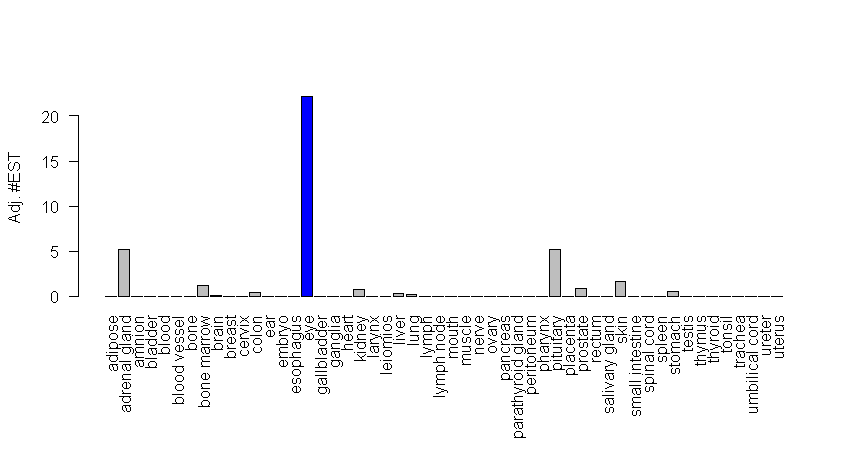 Adj. #EST
20
15
10
5
0
adipose
adrenal gland
amnion
bladder
blood
blood vessel
bone
bone marrow
brain
breast
cervix
colon
ear
embryo
esophagus
eye
gallbladder
ganglia
heart
kidney
larynx
leiomios
liver
lung
lymph
lymph node
mouth
muscle
nerve
ovary
pancreas
parathyroid gland
peritoneum
pharynx
pituitary
placenta
prostate
rectum
salivary gland
skin
small intestine
spinal cord
spleen
stomach
testis
thymus
thyroid
tonsil
trachea
umbilical cord
ureter
uterus